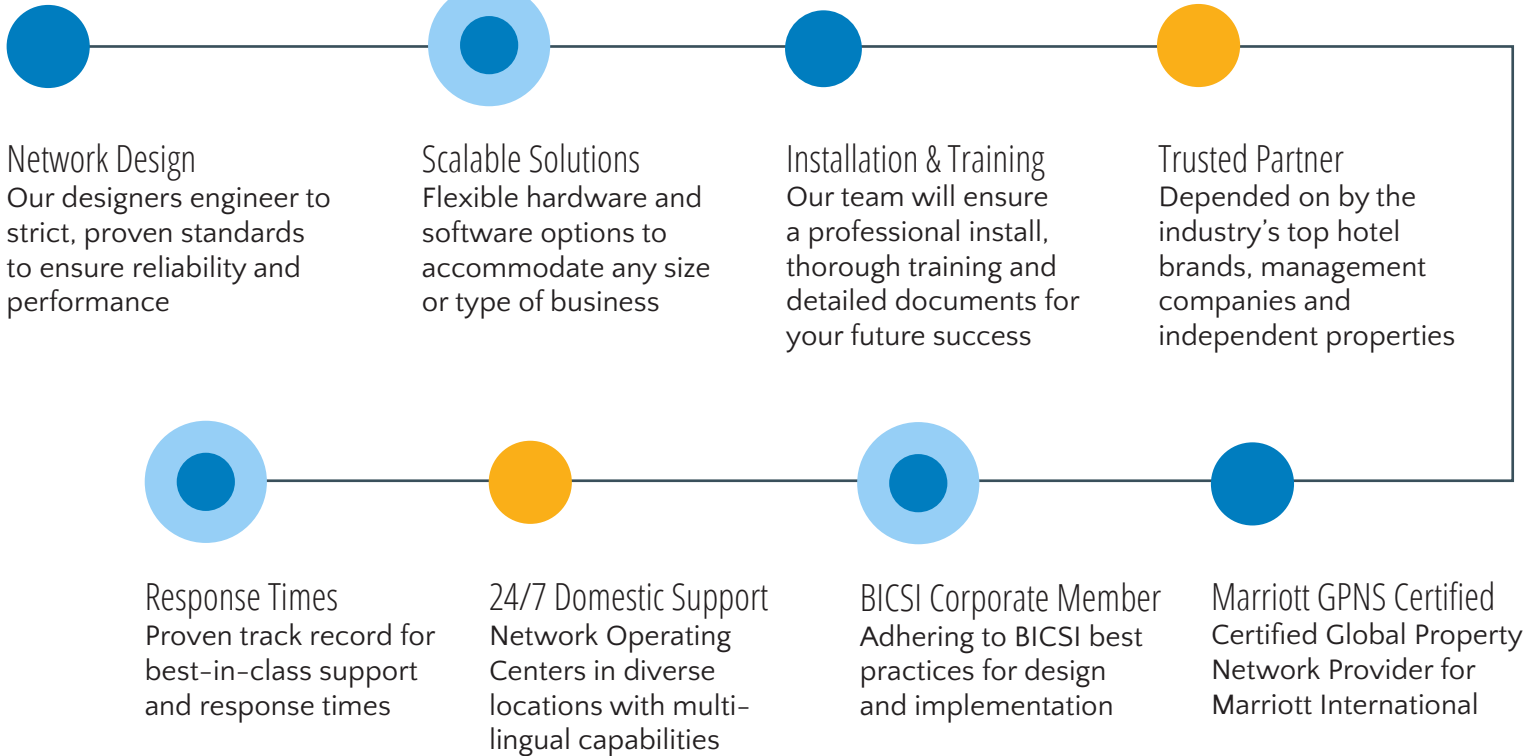 Network Design
Our designers engineer to
strict, proven standards
to ensure reliability and
performance
Scalable Solutions
Flexible hardware and
software options to
accommodate any size
or type of business
Installation & Training
Our team will ensure
a professional install,
thorough training and
detailed documents for
your future success
Trusted Partner
Depended on by the
industry’s top hotel
brands, management
companies and
independent properties
Response Times
Proven track record for
best-in-class support
and response times
24/7 Domestic Support
Network Operating
Centers in diverse
locations with multi-
lingual capabilities
BICSI Corporate Member
Adhering to BICSI best
practices for design
and implementation
Marriott GPNS Certified
Certified Global Property
Network Provider for
Marriott International